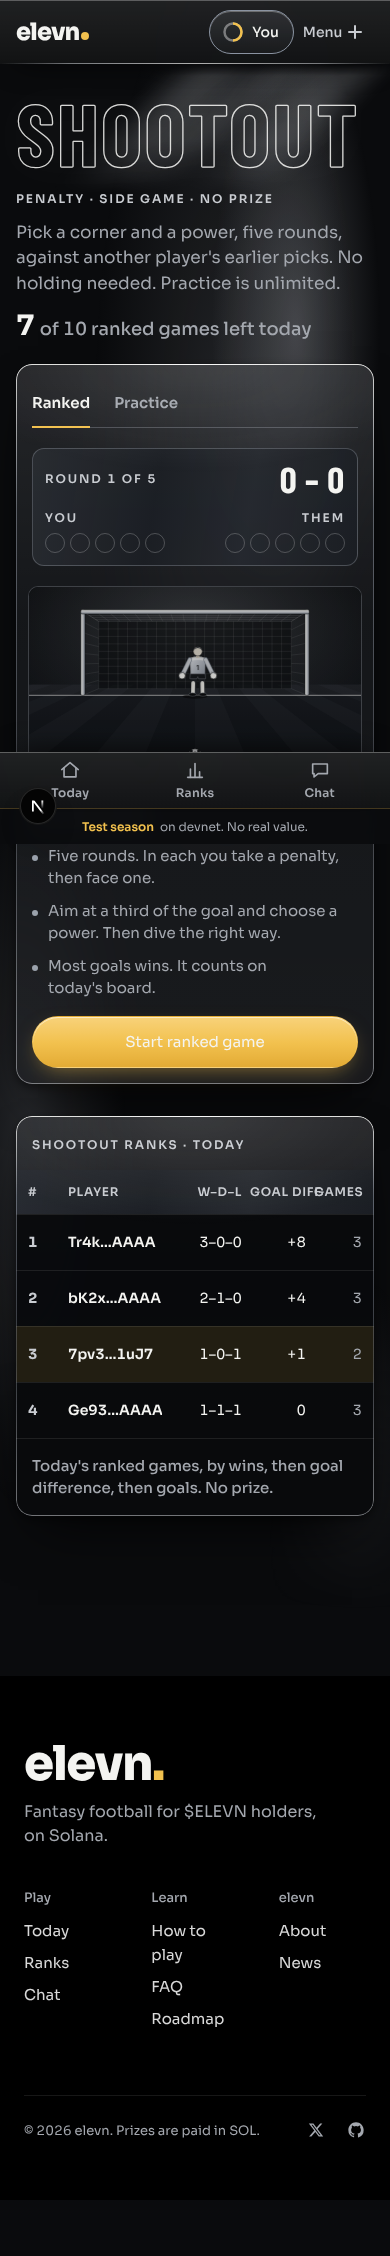 elevn.
You
Menu
SHOOTOUT
PENALTY · SIDE GAME · NO PRIZE
Pick a corner and a power, five rounds,
against another player's earlier picks. No
holding needed. Practice is unlimited.
7 of 10 ranked games left today
Ranked Practice
ROUND 1 OF 5 0 - 0
YOU THEM
1
Today Ranks Chat
N
Test season on devnet. No real value.
Five rounds. In each you take a penalty,
then face one.
Aim at a third of the goal and choose a
power. Then dive the right way.
Most goals wins. It counts on
today's board.
Start ranked game
SHOOTOUT RANKS · TODAY
# PLAYER W–D–L GOAL DIFF GAMES
1 Tr4k…AAAA 3–0–0 +8 3
2 bK2x…AAAA 2–1–0 +4 3
3 7pv3…1uJ7 1–0–1 +1 2
4 Ge93…AAAA 1–1–1 0 3
Today's ranked games, by wins, then goal
difference, then goals. No prize.
elevn.
Fantasy football for $ELEVN holders,
on Solana.
Play
Today
Ranks
Chat
Learn
How to
play
FAQ
Roadmap
elevn
About
News
© 2026 elevn. Prizes are paid in SOL.